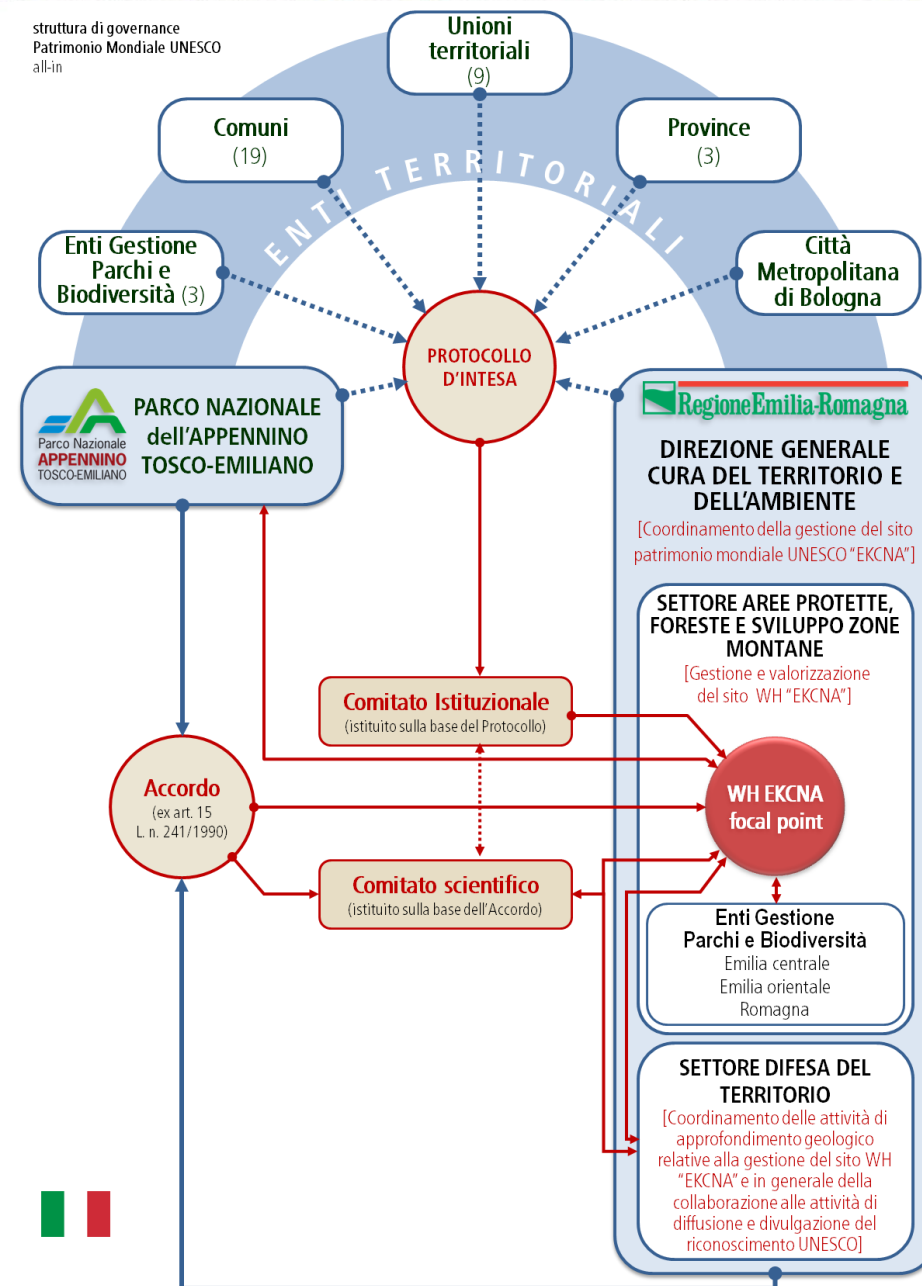 struttura di governance
Patrimonio Mondiale UNESCO
all-in
Unioni
territoriali
(9)
Comuni
(19)
Province
(3)
ENTI TERRITORIALI
Enti Gestione
Parchi e
Biodiversità (3)
Città
Metropolitana
di Bologna
PROTOCOLLO
D'INTESA
Parco Nazionale
APPENNINO
TOSCO-EMILIANO
PARCO NAZIONALE
dell'APPENNINO
TOSCO-EMILIANO
RegioneEmilia-Romagna
DIREZIONE GENERALE
CURA DEL TERRITORIO E
DELL'AMBIENTE
[Coordinamento della gestione del sito
patrimonio mondiale UNESCO "EKCNA"]
SETTORE AREE PROTETTE,
FORESTE E SVILUPPO ZONE
MONTANE
[Gestione e valorizzazione
del sito WH "EKCNA"]
Comitato Istituzionale
(istituito sulla base del Protocollo)
Accordo
(ex art. 15
L. n. 241/1990)
WH EKCNA
focal point
Comitato scientifico
(istituito sulla base dell'Accordo)
Enti Gestione
Parchi e Biodiversità
Emilia centrale
Emilia orientale
Romagna
SETTORE DIFESA DEL
TERRITORIO
[Coordinamento delle attività di
approfondimento geologico
relative alla gestione del sito WH
"EKCNA" e in generale della
collaborazione alle attività di
diffusione e divulgazione del
riconoscimento UNESCO]